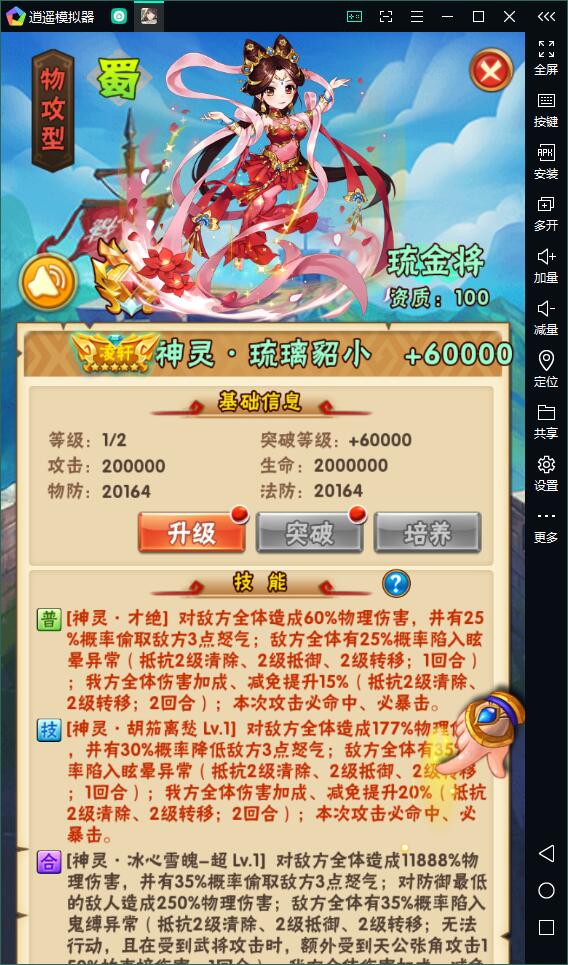 逍遥模拟器
全屏
物攻型
蜀
按键
安装
多开
加量
琉金将
资质：100
减量
凌轩
神灵·琉璃貂小 +60000
定位
基础信息
共享
等级：1/2
突破等级：+60000
攻击：200000
生命：2000000
物防：20164
法防：20164
设置
升级
突破
培养
更多
技 能
?
普
[神灵·才绝] 对敌方全体造成60%物理伤害，并有25
%概率偷取敌方3点怒气；敌方全体有25%概率陷入眩
晕异常（抵抗2级清除、2级抵御、2级转移；1回合）
；我方全体伤害加成、减免提升15%（抵抗2级清除、
2级转移；2回合）；本次攻击必命中、必暴击。
技
[神灵·胡笳离愁 Lv.1] 对敌方全体造成177%物理
，并有30%概率降低敌方3点怒气；敌方全体有35%
率陷入眩晕异常（抵抗2级清除、2级抵御、2级转移
；1回合）；我方全体伤害加成、减免提升20%（抵抗
2级清除、2级转移；2回合）；本次攻击必命中、必
暴击。
合
[神灵·冰心雪魄-超 Lv.1] 对敌方全体造成11888%物
理伤害，并有35%概率偷取敌方3点怒气；对防御最低
的敌人造成250%物理伤害；敌方全体有35%概率陷入
鬼缚异常（抵抗2级清除、2级抵御、2级转移；无法
行动，且在受到武将攻击时，额外受到天公张角攻击1